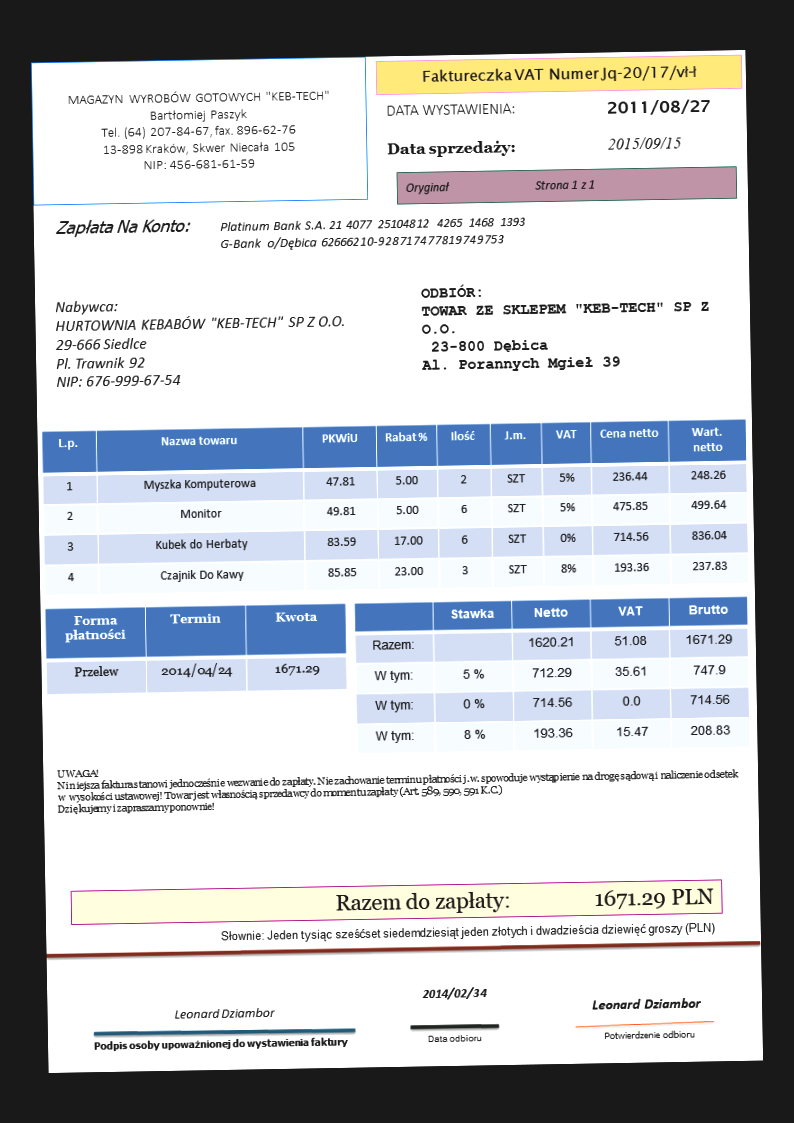 MAGAZYN WYROBÓW GOTOWYCH "KEB-TECH"
Bartłomiej Paszyk
Tel. (64) 207-84-67, fax. 896-62-76
13-898 Kraków, Skwer Niecała 105
NIP: 456-681-61-59
Faktureczka VAT Numer Jq-20/17/vł-ł
DATA WYSTAWIENIA: 2011/08/27
Data sprzedaży: 2015/09/15
Oryginał Strona 1 z 1
Zapłata Na Konto: Platinum Bank S.A. 21 4077 25104812 4265 1468 1393
G-Bank o/Dębica 62666210-928717477819749753
Nabywca:
HURTOWNIA KEBABÓW "KEB-TECH" SP Z O.O.
29-666 Siedlce
Pl. Trawnik 92
NIP: 676-999-67-54
ODBIÓR:
TOWAR ZE SKLEPEM "KEB-TECH" SP Z
O.O.
23-800 Dębica
Al. Porannych Mgieł 39
L.p. Nazwa towaru PKWiU Rabat % Ilość J.m. VAT Cena netto Wart. netto
1 Myszka Komputerowa 47.81 5.00 2 SZT 5% 236.44 248.26
2 Monitor 49.81 5.00 6 SZT 5% 475.85 499.64
3 Kubek do Herbaty 83.59 17.00 6 SZT 0% 714.56 836.04
4 Czajnik Do Kawy 85.85 23.00 3 SZT 8% 193.36 237.83
Forma płatności Termin Kwota
Przelew 2014/04/24 1671.29
Stawka Netto VAT Brutto
Razem: 1620.21 51.08 1671.29
W tym: 5 % 712.29 35.61 747.9
W tym: 0 % 714.56 0.0 714.56
W tym: 8 % 193.36 15.47 208.83
UWAGA!
Niniejsza faktura stanowi jednocześnie wezwanie do zapłaty. Nie zachowanie terminu płatności j.w. spowoduje wystąpienie na drogę sądową i naliczenie odsetek
w wysokości ustawowej! Towar jest własnością sprzedawcy do momentu zapłaty (Art. 589, 590, 591 K.C.)
Dziękujemy i zapraszamy ponownie!
Razem do zapłaty: 1671.29 PLN
Słownie: Jeden tysiąc sześćset siedemdziesiąt jeden złotych i dwadzieścia dziewięć groszy (PLN)
Leonard Dziambor
Podpis osoby upoważnionej do wystawienia faktury
2014/02/34
Data odbioru
Leonard Dziambor
Potwierdzenie odbioru